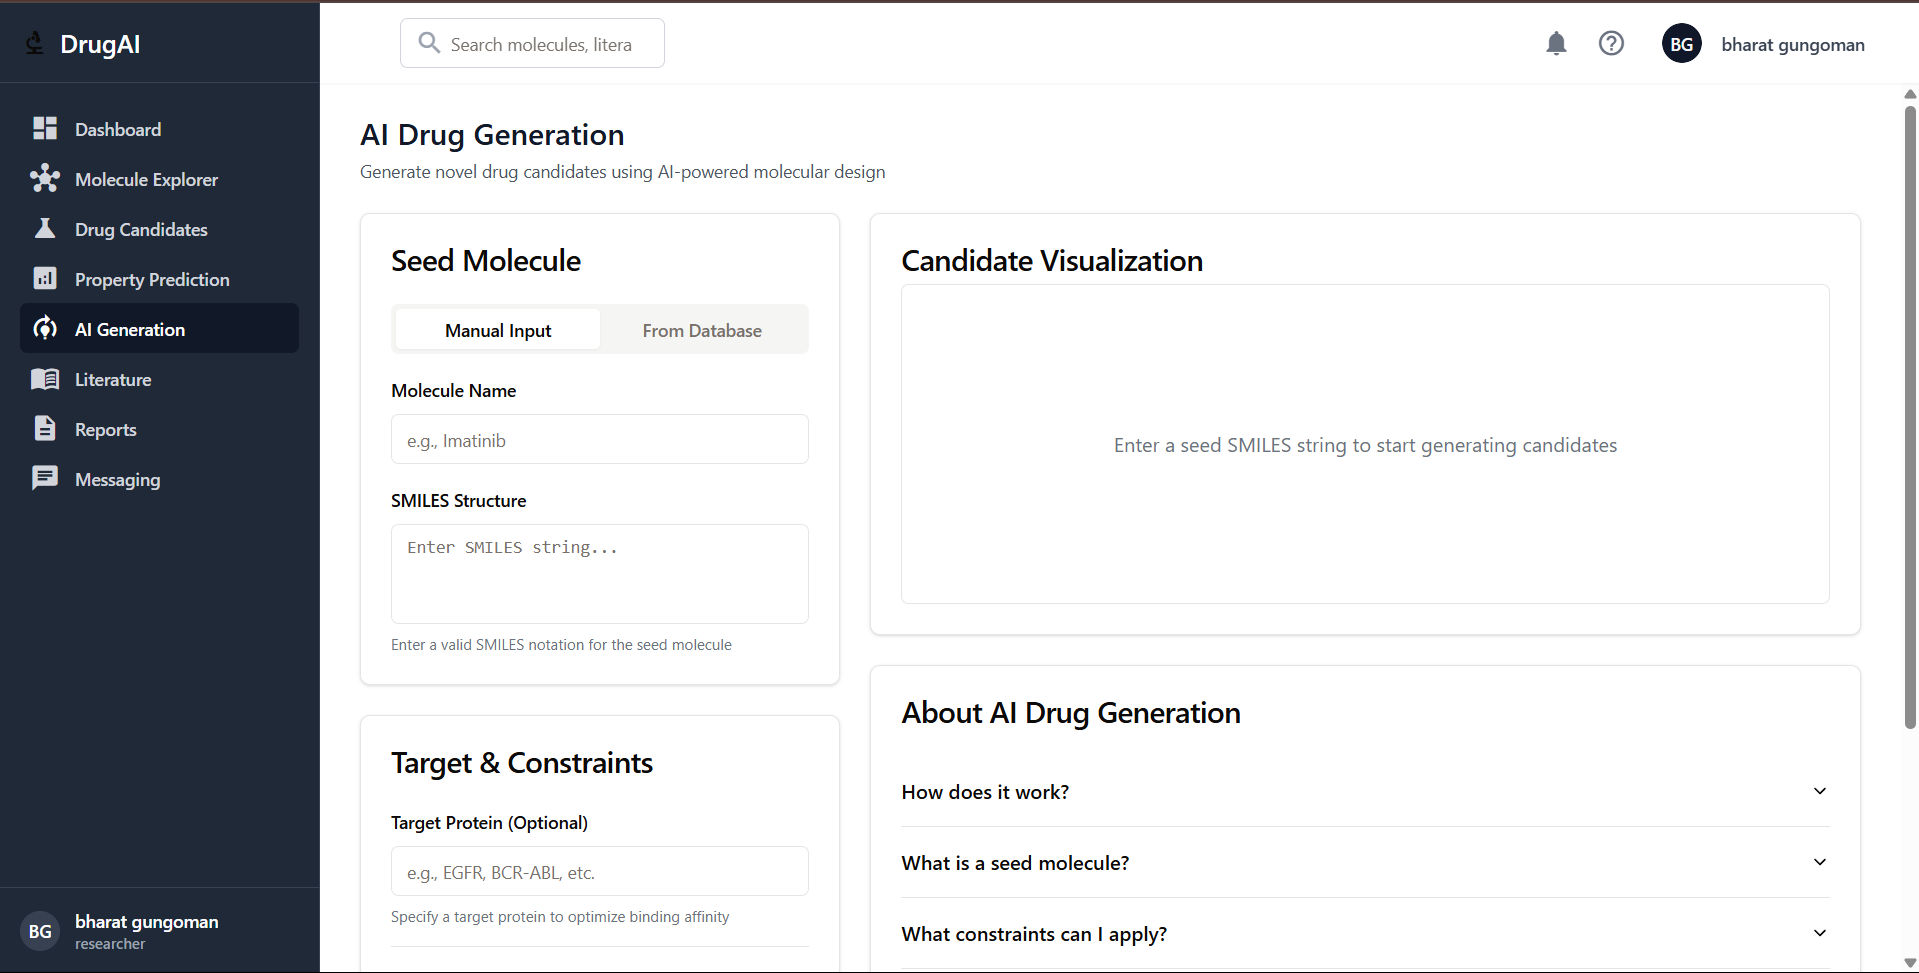 DrugAI
Search molecules, litera
BG
bharat gungoman
Dashboard
Molecule Explorer
Drug Candidates
Property Prediction
AI Generation
Literature
Reports
Messaging
BG
bharat gungoman
researcher
AI Drug Generation
Generate novel drug candidates using AI-powered molecular design
Seed Molecule
Manual Input
From Database
Molecule Name
e.g., Imatinib
SMILES Structure
Enter SMILES string...
Enter a valid SMILES notation for the seed molecule
Target & Constraints
Target Protein (Optional)
e.g., EGFR, BCR-ABL, etc.
Specify a target protein to optimize binding affinity
Candidate Visualization
Enter a seed SMILES string to start generating candidates
About AI Drug Generation
How does it work?
What is a seed molecule?
What constraints can I apply?